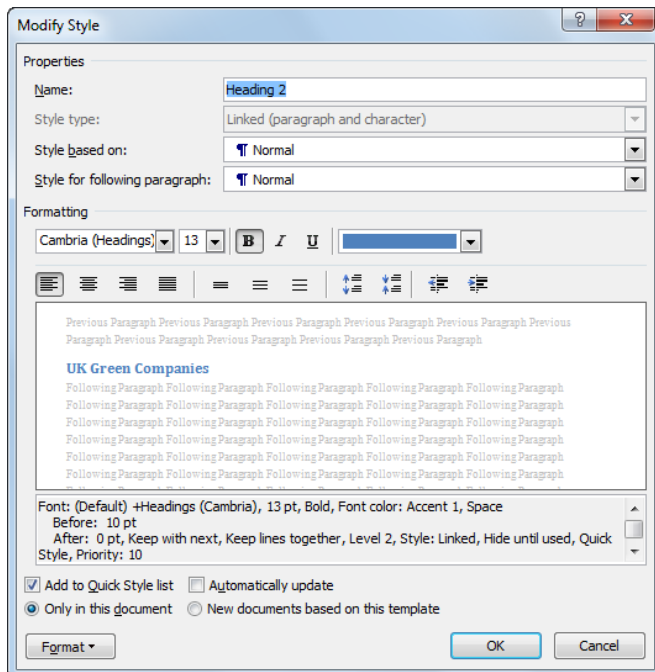 Modify Style
Properties
Name: Heading 2
Style type: Linked (paragraph and character)
Style based on: ¶ Normal
Style for following paragraph: ¶ Normal
Formatting
Cambria (Headings) 13 B I U
Previous Paragraph Previous Paragraph Previous Paragraph Previous Paragraph Previous Paragraph Previous
Paragraph Previous Paragraph Previous Paragraph Previous Paragraph Previous Paragraph
UK Green Companies
Following Paragraph Following Paragraph Following Paragraph Following Paragraph Following Paragraph
Following Paragraph Following Paragraph Following Paragraph Following Paragraph Following Paragraph
Following Paragraph Following Paragraph Following Paragraph Following Paragraph Following Paragraph
Following Paragraph Following Paragraph Following Paragraph Following Paragraph Following Paragraph
Following Paragraph Following Paragraph Following Paragraph Following Paragraph Following Paragraph
Following Paragraph Following Paragraph Following Paragraph Following Paragraph Following Paragraph
Font: (Default) +Headings (Cambria), 13 pt, Bold, Font color: Accent 1, Space
Before: 10 pt
After: 0 pt, Keep with next, Keep lines together, Level 2, Style: Linked, Hide until used, Quick
Style, Priority: 10
Add to Quick Style list Automatically update
Only in this document New documents based on this template
Format OK Cancel